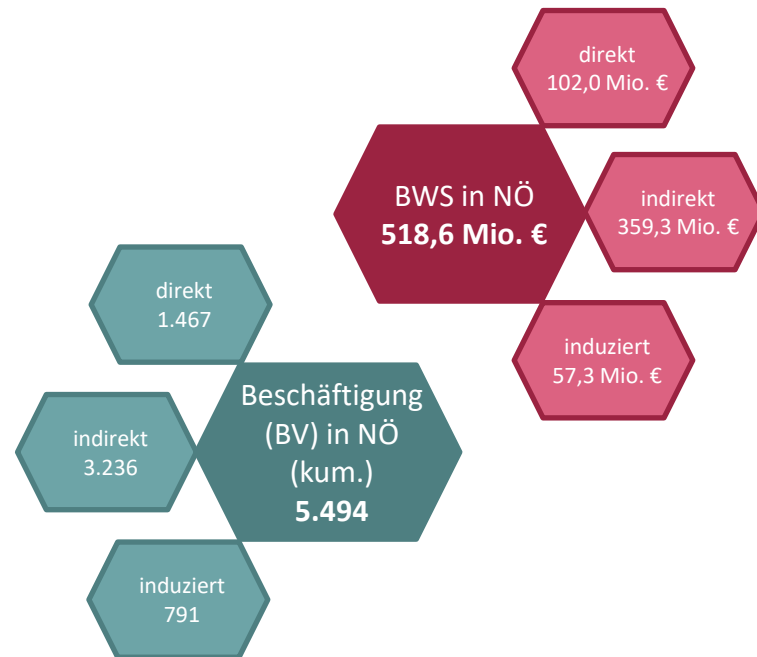 direkt
102,0 Mio. €
BWS in NÖ
518,6 Mio. €
indirekt
359,3 Mio. €
induziert
57,3 Mio. €
direkt
1.467
Beschäftigung
(BV) in NÖ
(kum.)
5.494
indirekt
3.236
induziert
791